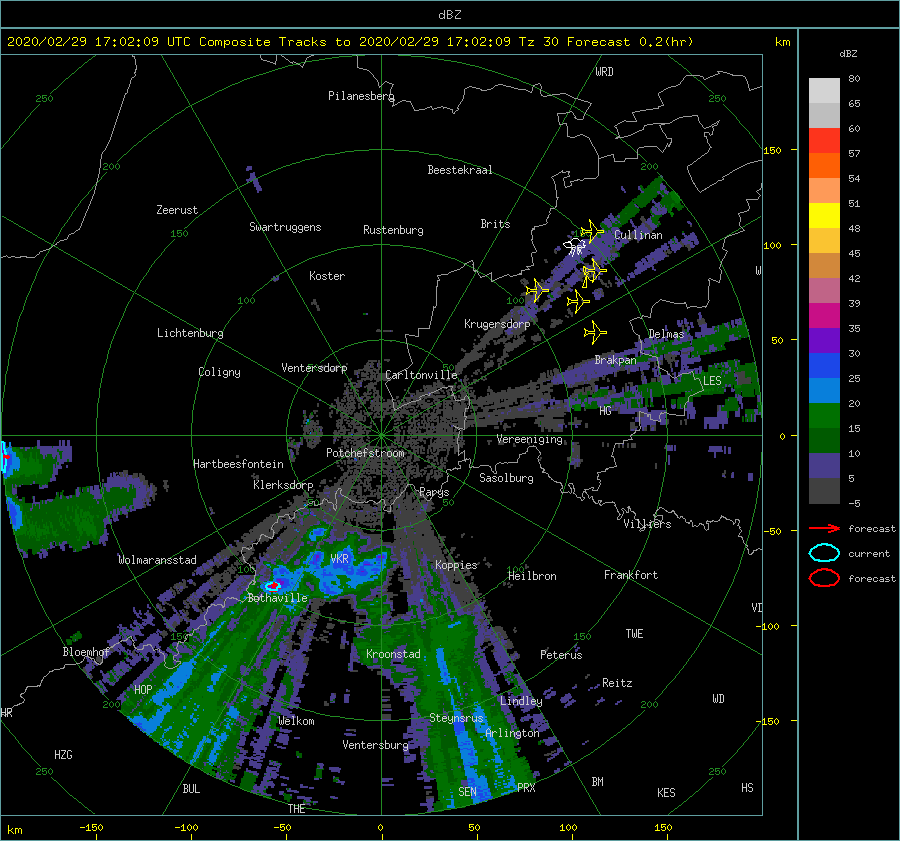 dBZ
2020/02/29 17:02:09 UTC Composite Tracks to 2020/02/29 17:02:09 Tz 30 Forecast 0.2(hr)
km
dBZ
WRD
80
Pilanesberg
250
250
65
60
150
57
200
Beestekraal
200
54
Zeerust
51
Swartruggens
Rustenburg
Brits
150
Cullinan
48
100
45
Koster
W
42
100
100
39
Lichtenburg
Krugersdorp
Delmas
35
50
30
Brakpan
Coligny
Ventersdorp
Carltonville
50
LES
25
20
HG
15
Vereeniging
0
Potchefstroom
10
Hartbeesfontein
Sasolburg
5
Klerksdorp
Parys
50
50
-5
Villiers
forecast
-50
Wolmaransstad
VKR
Koppies
current
100
Heilbron
100
Frankfort
forecast
Bothaville
VI
-100
150
150
TWE
Bloemhof
Kroonstad
Peterus
HOP
Reitz
200
Lindley
200
WD
HR
Welkom
Steynsrus
-150
Ventersburg
Arlington
HZG
250
250
BUL
SEN
PRX
BM
KES
HS
THE
km
-150
-100
-50
0
50
100
150